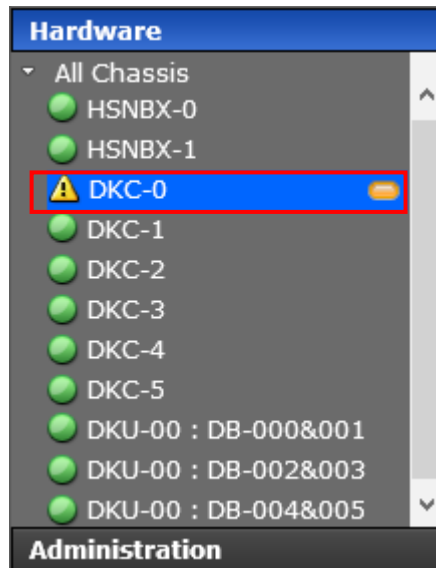 Hardware
All Chassis
HSNBX-0
HSNBX-1
DKC-0
DKC-1
DKC-2
DKC-3
DKC-4
DKC-5
DKU-00 : DB-000&001
DKU-00 : DB-002&003
DKU-00 : DB-004&005
Administration